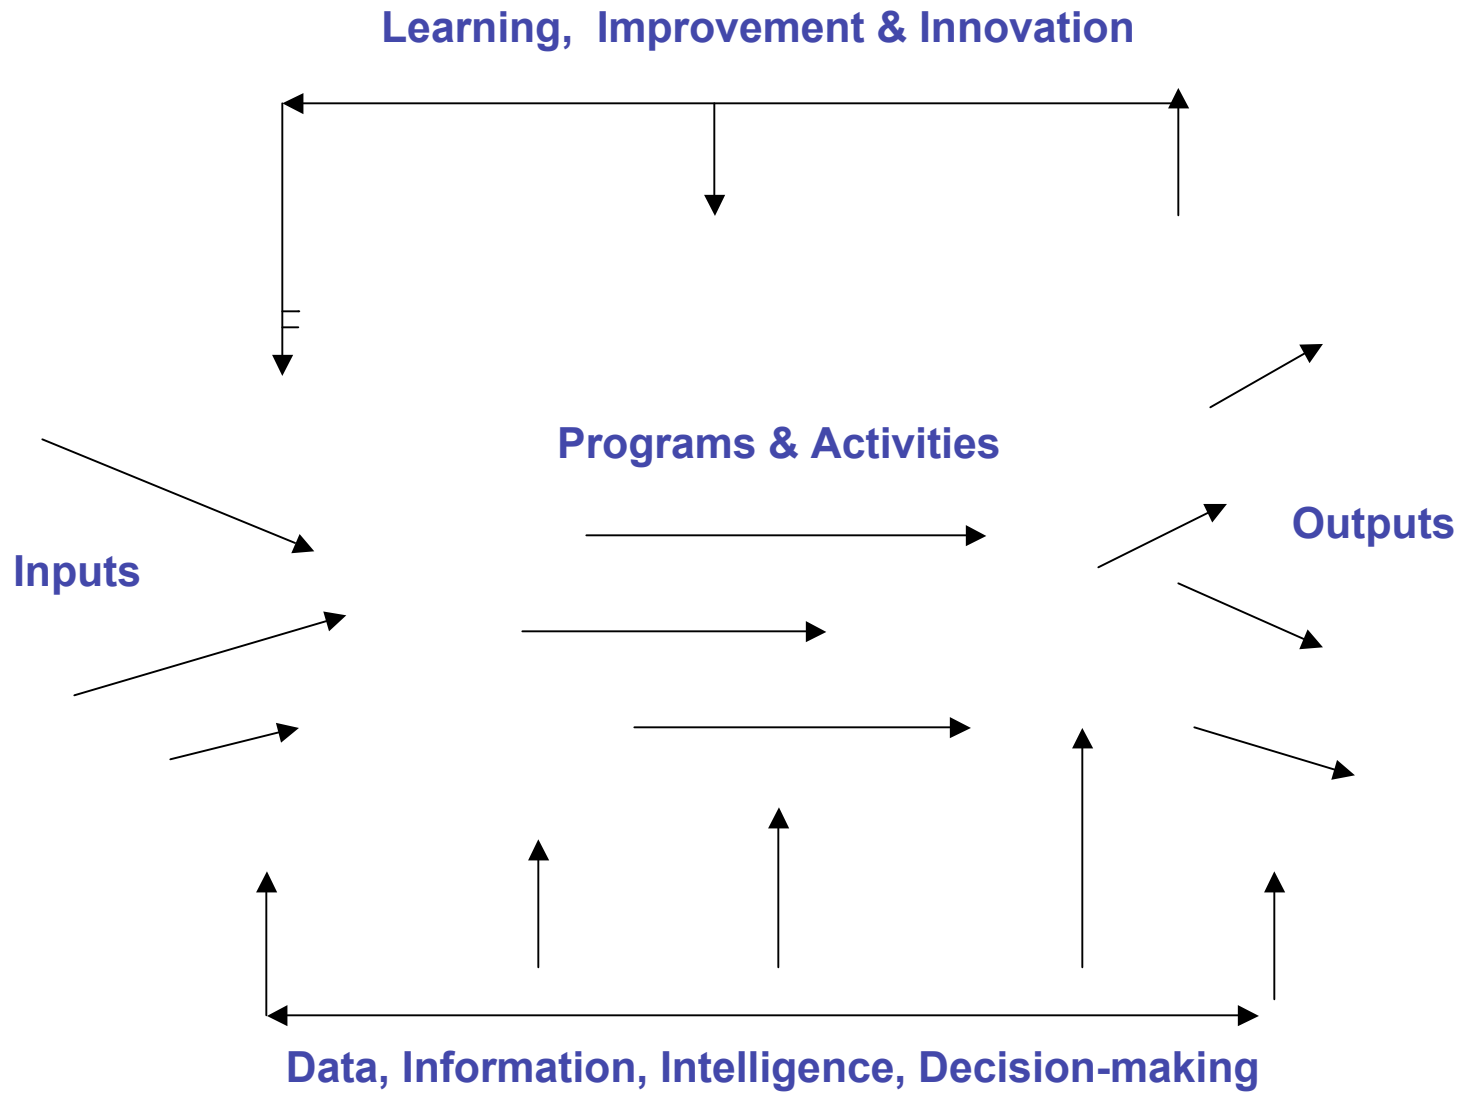 Learning, Improvement & Innovation
Programs & Activities
Outputs
Inputs
Data, Information, Intelligence, Decision-making